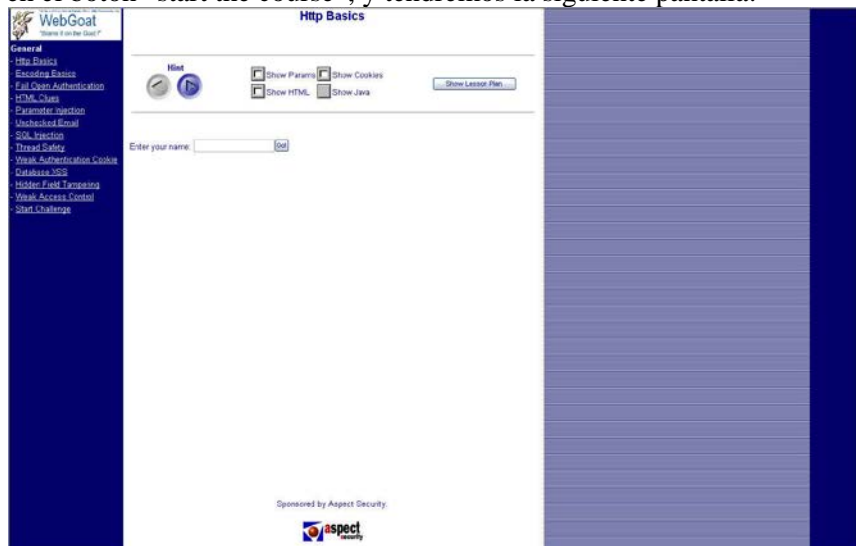 en el botón "start the course", y tendremos la siguiente pantalla:
WebGoat
Http Basics
General
- Http Basics
- Encoding Basics
- Fail Open Authentication
- HTML Clues
- Parameter Injection
- Unchecked Email
- SQL Injection
- Thread Safety
- Weak Authentication Cookie
- Database XSS
- Hidden Field Tampering
- Weak Access Control
- Start Challenge
Hint
Show Params Show Cookies
Show HTML Show Java
Show Lesson Plan
Enter your name: Go!
Sponsored by Aspect Security.
aspect
security